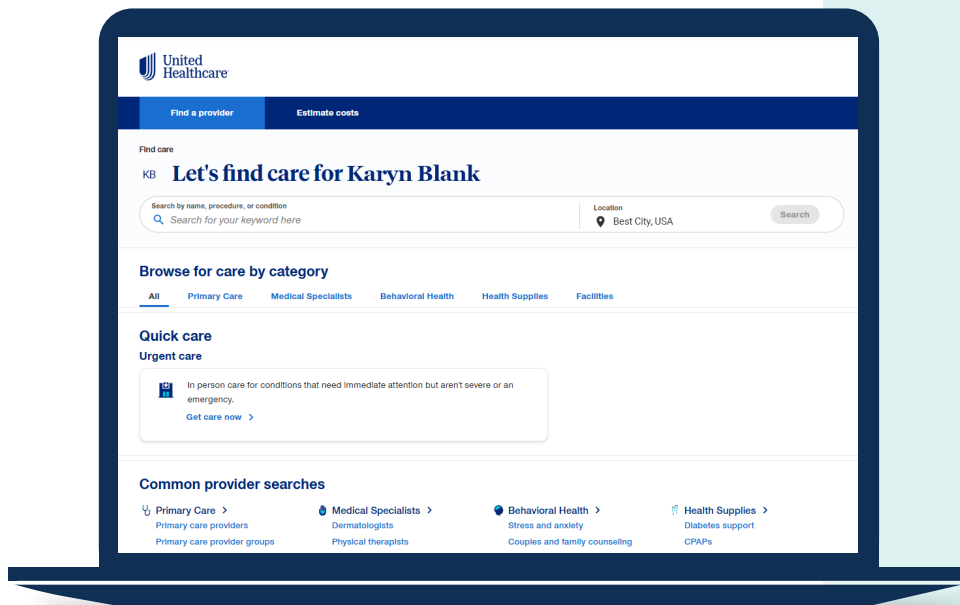 United
Healthcare
Find a provider
Estimate costs
Find care
KB
Let's find care for Karyn Blank
Search by name, procedure, or condition
Search for your keyword here
Location
Best City, USA
Search
Browse for care by category
All
Primary Care
Medical Specialists
Behavioral Health
Health Supplies
Facilities
Quick care
Urgent care
In person care for conditions that need immediate attention but aren't severe or an
emergency.
Get care now
Common provider searches
Primary Care
Primary care providers
Primary care provider groups
Medical Specialists
Dermatologists
Physical therapists
Behavioral Health
Stress and anxiety
Couples and family counseling
Health Supplies
Diabetes support
CPAPs